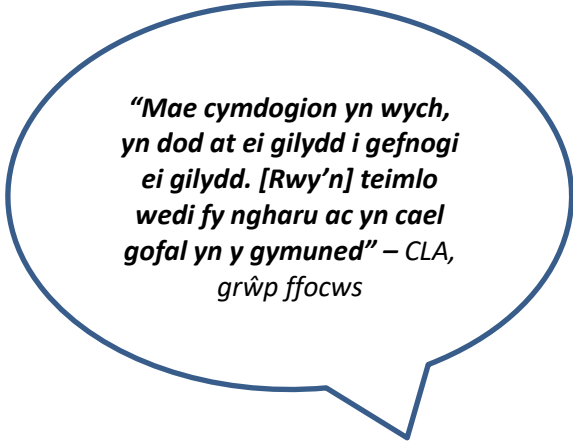 “Mae cymdogion yn wych,
yn dod at ei gilydd i gefnogi
ei gilydd. [Rwy’n] teimlo
wedi fy ngharu ac yn cael
gofal yn y gymuned” – CLA,
grŵp ffocws